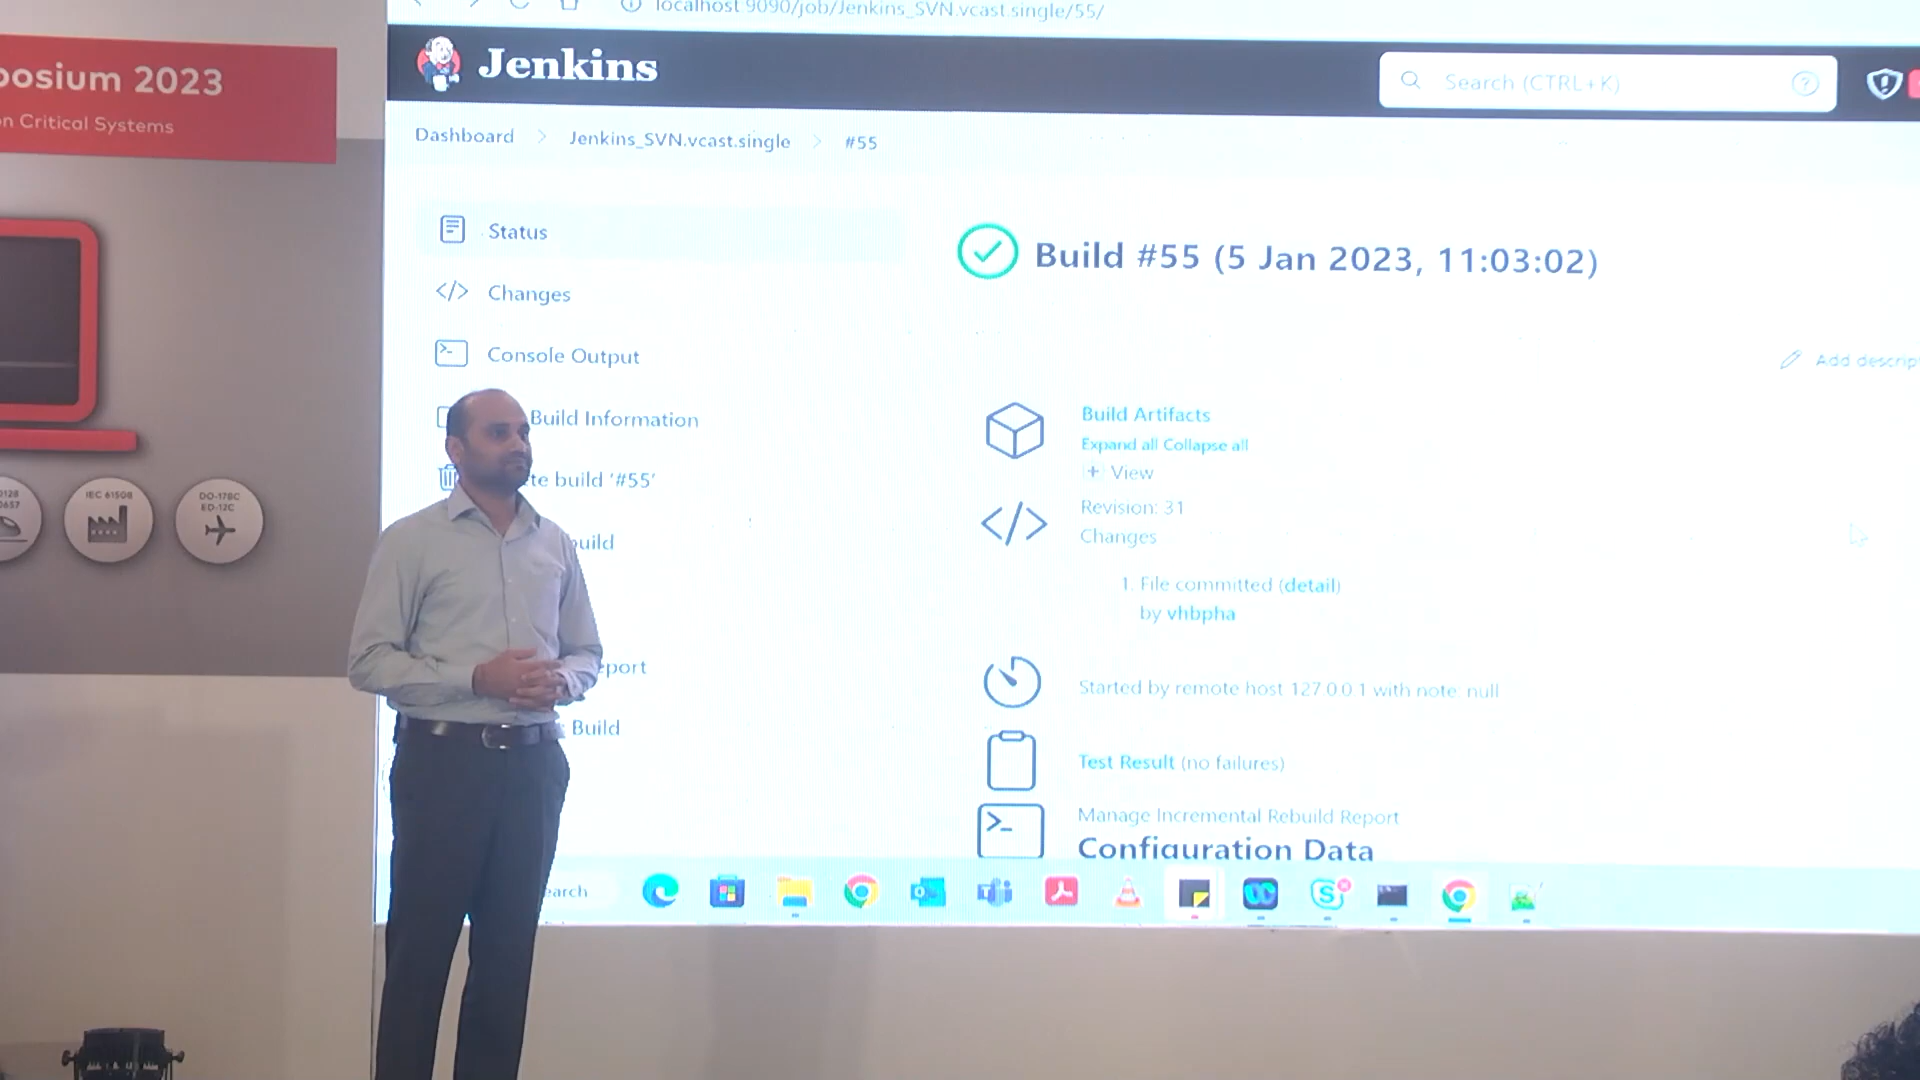 posium 2023
n Critical Systems
0128
0657
IEC 61508
DO-178C
ED-12C
localhost:9090/job/Jenkins_SVN.vcast.single/55/
Jenkins
Search (CTRL+K)
Dashboard > Jenkins_SVN.vcast.single > #55
Status
Changes
Console Output
Build Information
te build '#55'
uild
port
Build
Build #55 (5 Jan 2023, 11:03:02)
Add descrip
Build Artifacts
Expand all Collapse all
+ View
Revision: 31
Changes
1. File committed (detail)
by vhbpha
Started by remote host 127.0.0.1 with note: null
Test Result (no failures)
Manage Incremental Rebuild Report
Configuration Data
earch